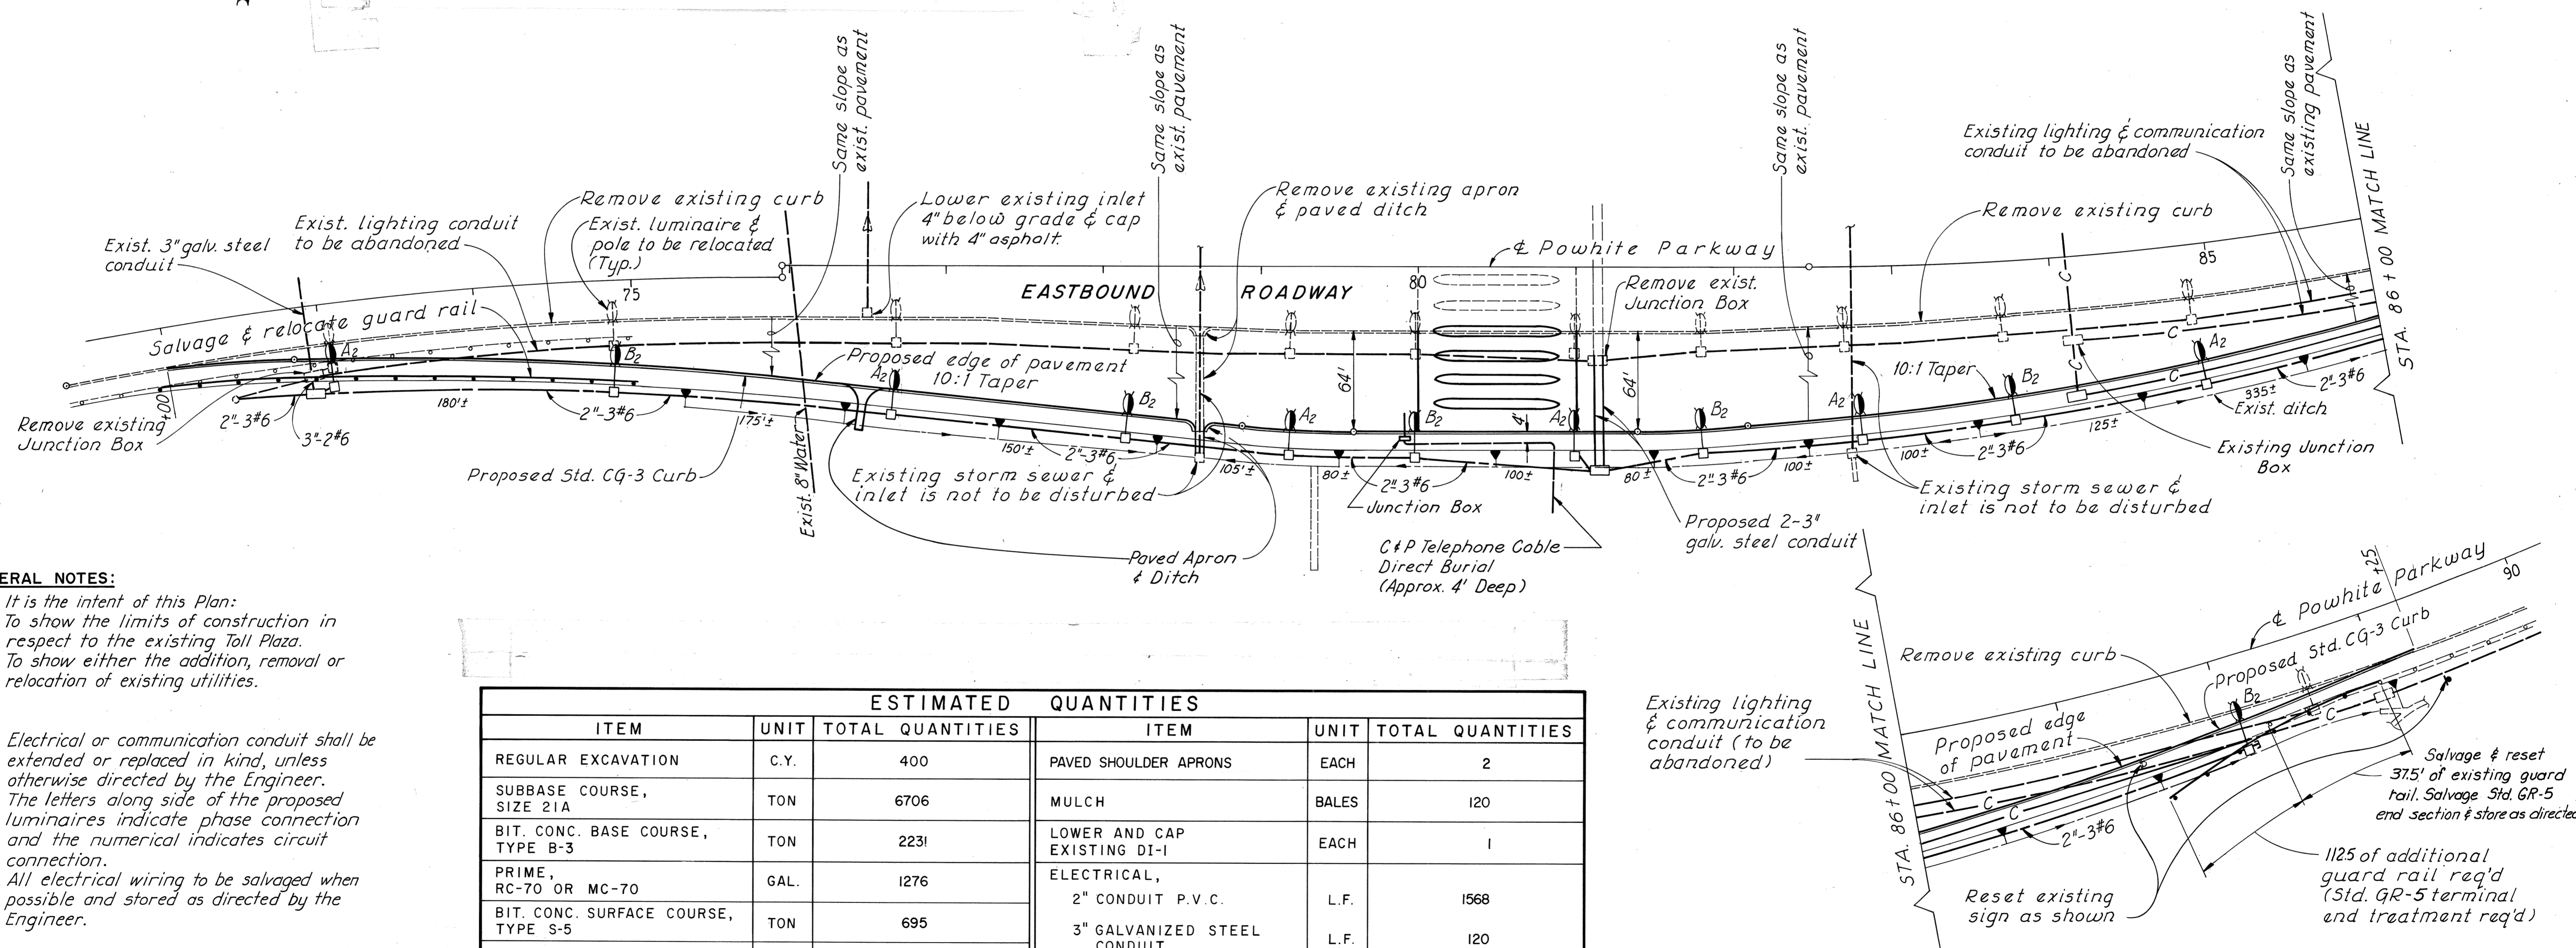 Same slope as
exist. pavement
Same slope as
exist. pavement
Same slope as
exist. pavement
Same slope as
existing pavement
Exist. 3" galv. steel
conduit
Exist. lighting conduit
to be abandoned
Remove existing curb
Exist. luminaire &
pole to be relocated
(Typ.)
Lower existing inlet
4" below grade & cap
with 4" asphalt.
Remove existing apron
& paved ditch
℄ Powhite Parkway
Existing lighting & communication
conduit to be abandoned
Remove existing curb
STA. 86+00 MATCH LINE
75
80
85
EASTBOUND ROADWAY
Remove exist.
Junction Box
Salvage & relocate guard rail
Proposed edge of pavement
10:1 Taper
10:1 Taper
64'
64'
4'
A2
B2
A2
B2
A2
B2
A2
B2
A2
B2
A2
C
C
C
C
+00
Remove existing
Junction Box
2"-3#6
3"-2#6
180'±
2"-3#6
175'±
150'±
2"-3#6
105'±
80±
2"-3#6
100±
80±
2"-3#6
100±
100±
2"-3#6
125±
335±
2"-3#6
Exist. ditch
Existing Junction
Box
Proposed Std. CG-3 Curb
Exist. 8" Water
Existing storm sewer &
inlet is not to be disturbed
Junction Box
Paved Apron
& Ditch
C & P Telephone Cable
Direct Burial
(Approx. 4' Deep)
Proposed 2-3"
galv. steel conduit
Existing storm sewer &
inlet is not to be disturbed
ERAL NOTES:
It is the intent of this Plan:
To show the limits of construction in
respect to the existing Toll Plaza.
To show either the addition, removal or
relocation of existing utilities.
Electrical or communication conduit shall be
extended or replaced in kind, unless
otherwise directed by the Engineer.
The letters along side of the proposed
luminaires indicate phase connection
and the numerical indicates circuit
connection.
All electrical wiring to be salvaged when
possible and stored as directed by the
Engineer.
ESTIMATED QUANTITIES
ITEM UNIT TOTAL QUANTITIES ITEM UNIT TOTAL QUANTITIES
REGULAR EXCAVATION C.Y. 400 PAVED SHOULDER APRONS EACH 2
SUBBASE COURSE,
SIZE 21A TON 6706 MULCH BALES 120
BIT. CONC. BASE COURSE,
TYPE B-3 TON 2231 LOWER AND CAP
EXISTING DI-1 EACH 1
PRIME,
RC-70 OR MC-70 GAL. 1276 ELECTRICAL,
2" CONDUIT P.V.C. L.F. 1568
BIT. CONC. SURFACE COURSE,
TYPE S-5 TON 695 3" GALVANIZED STEEL
CONDUIT L.F. 120
℄ Powhite Parkway
+25
90
Remove existing curb
Proposed Std. CG-3 Curb
B2
Existing lighting
& communication
conduit (to be
abandoned)
STA. 86+00 MATCH LINE
Proposed edge
of pavement
C
C
C
2"-3#6
Salvage & reset
37.5' of existing guard
rail. Salvage Std. GR-5
end section & store as directed
112.5 of additional
guard rail req'd
(Std. GR-5 terminal
end treatment req'd)
Reset existing
sign as shown